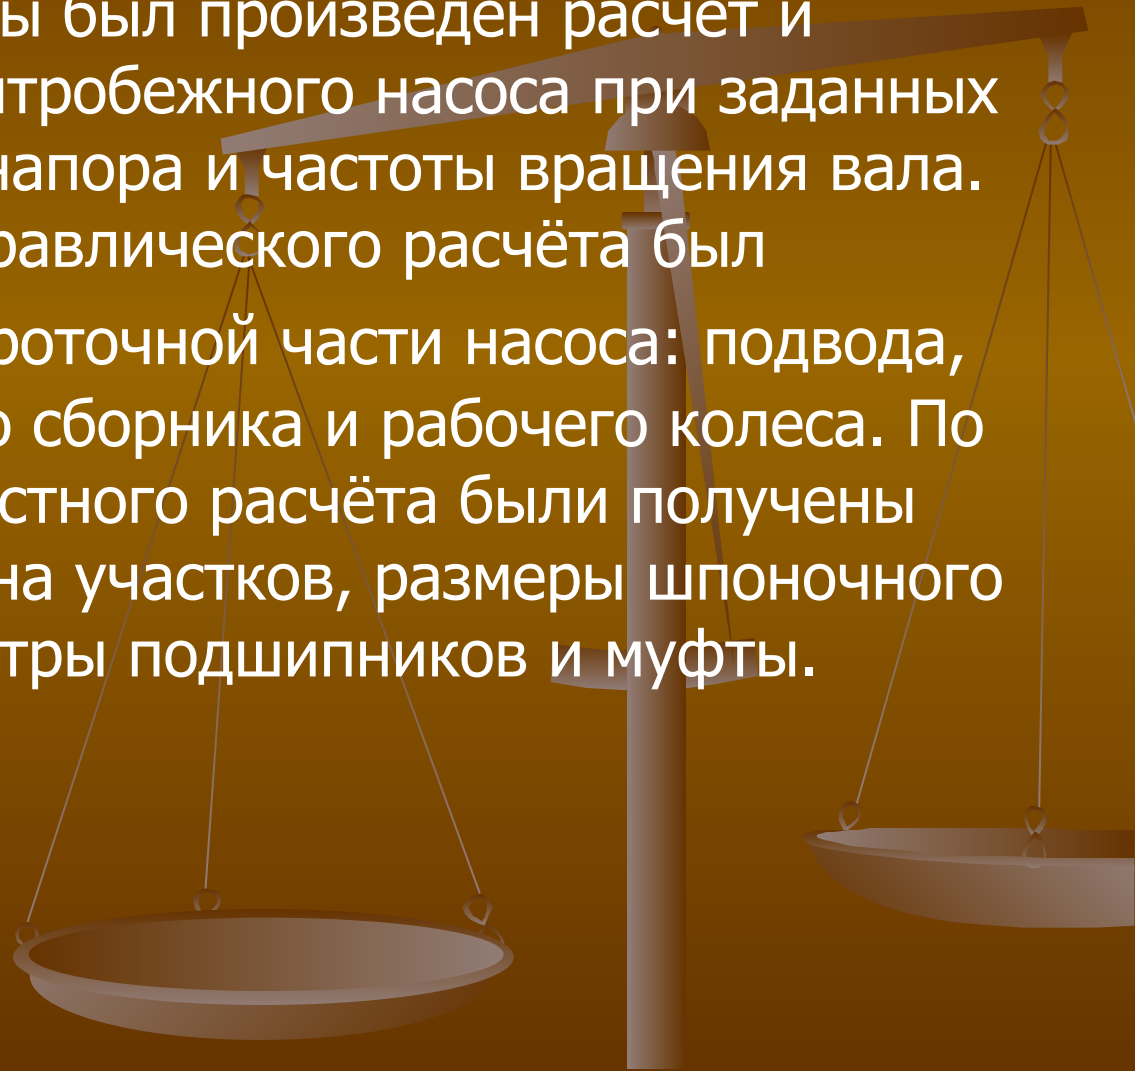 ы был произведен расчет и
нтробежного насоса при заданных
напора и частоты вращения вала.
равлического расчёта был
роточной части насоса: подвода,
о сборника и рабочего колеса. По
стного расчёта были получены
на участков, размеры шпоночного
тры подшипников и муфты.